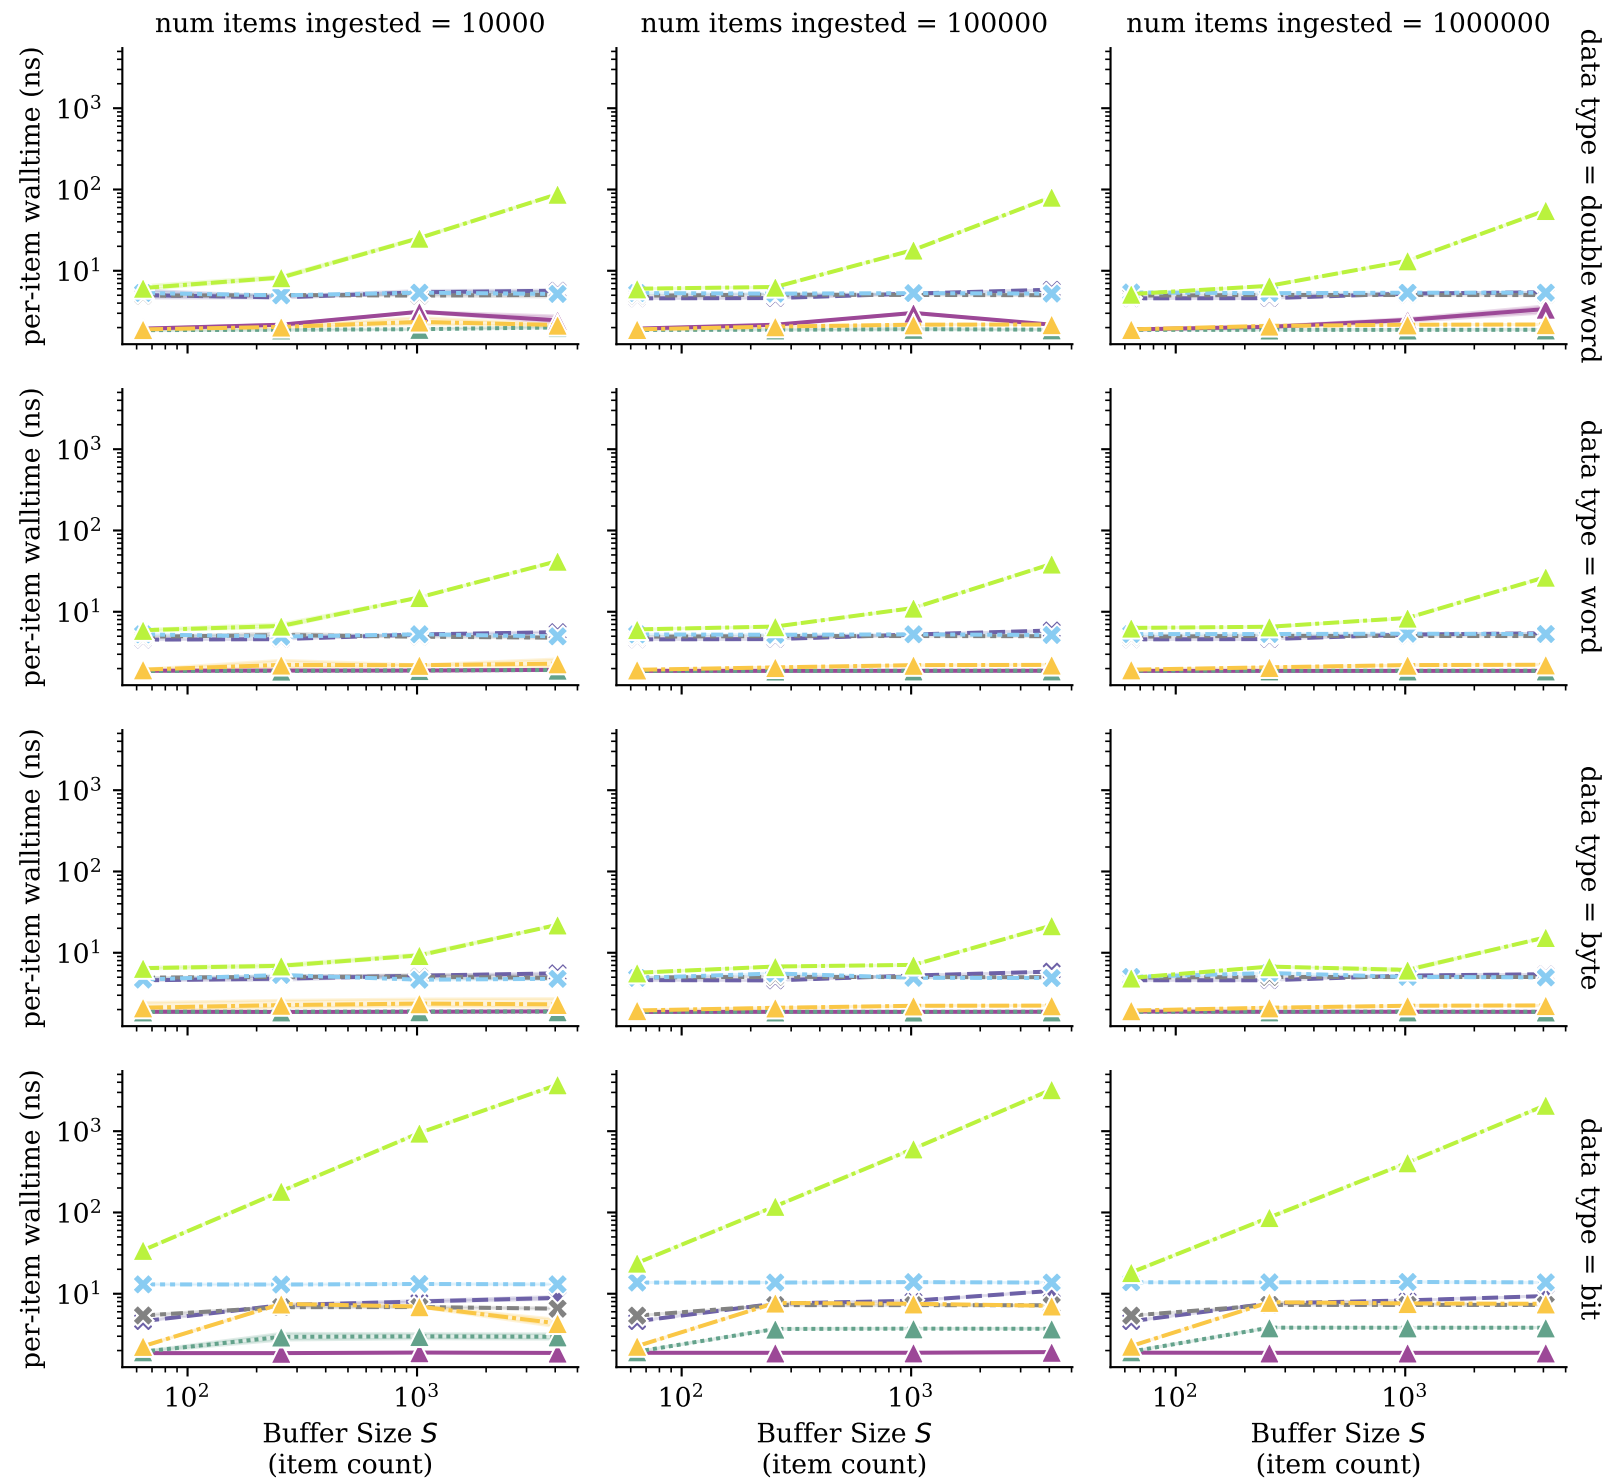 num items ingested = 10000
num items ingested = 100000
num items ingested = 1000000
per-item walltime (ns)
10³
10²
10¹
data type = double word
per-item walltime (ns)
10³
10²
10¹
data type = word
per-item walltime (ns)
10³
10²
10¹
data type = byte
per-item walltime (ns)
10³
10²
10¹
data type = bit
10²
10³
10²
10³
10²
10³
Buffer Size S
(item count)
Buffer Size S
(item count)
Buffer Size S
(item count)